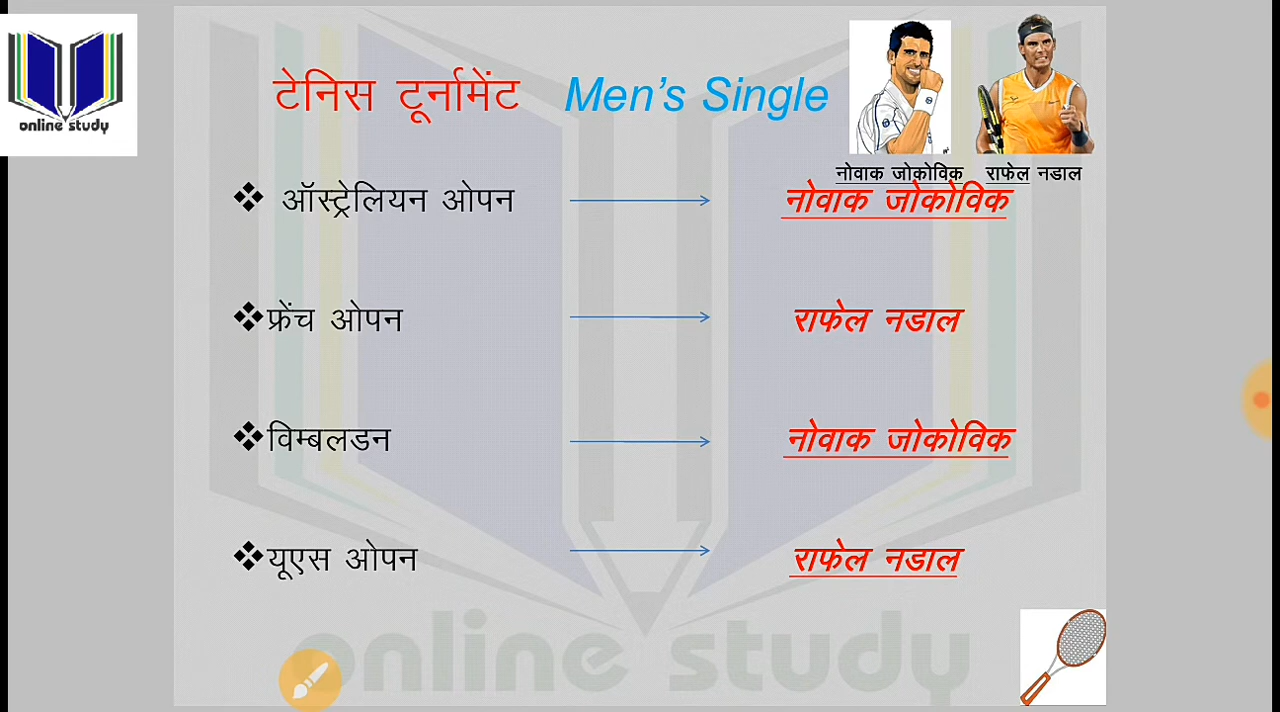 online study
टेनिस टूर्नामेंट Men's Single
नोवाक जोकोविक राफेल नडाल
ऑस्ट्रेलियन ओपन नोवाक जोकोविक
फ्रेंच ओपन राफेल नडाल
विम्बलडन नोवाक जोकोविक
यूएस ओपन राफेल नडाल
online study